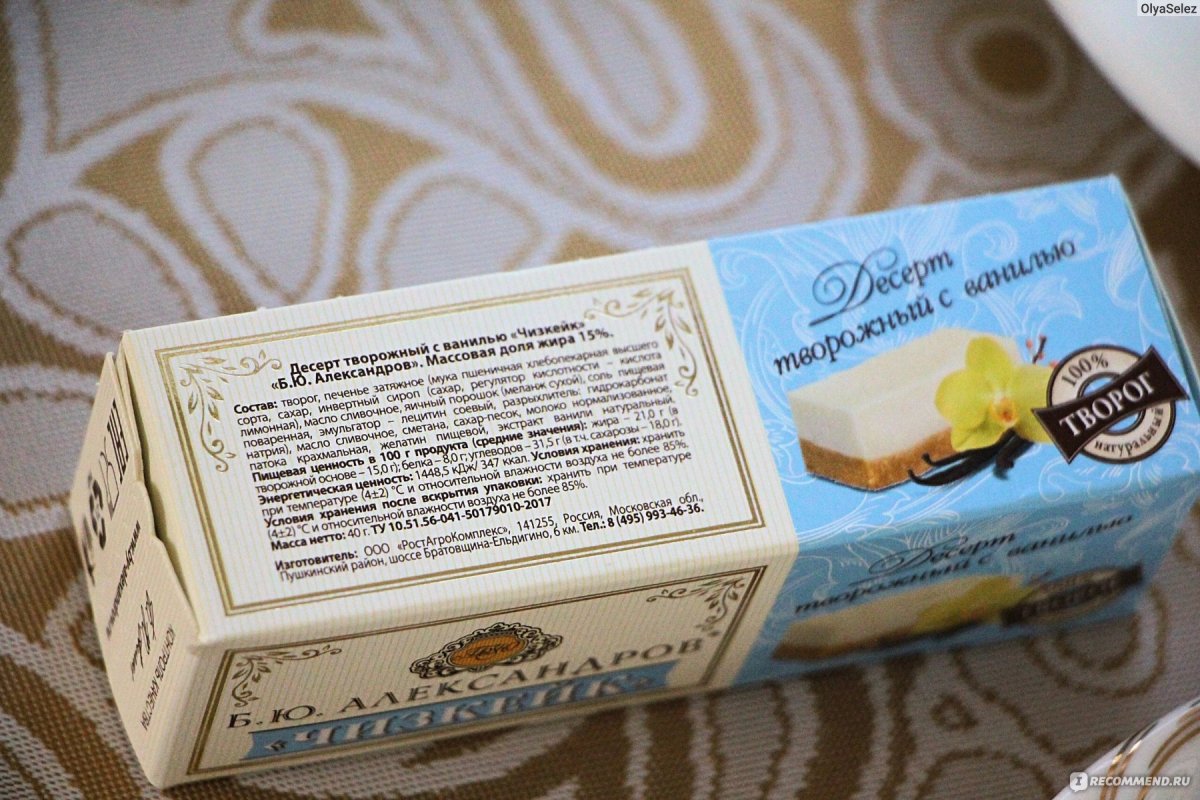 OlyaSelez
Десерт
творожный с ванилью
100%
ТВОРОГ
натуральный
Десерт творожный с ванилью «Чизкейк»
«Б.Ю. Александров». Массовая доля жира 15%.
Состав: творог, печенье затяжное (мука пшеничная хлебопекарная высшего
сорта, сахар, инвертный сироп (сахар, регулятор кислотности – кислота
лимонная), масло сливочное, яичный порошок (меланж сухой), соль пищевая
поваренная, эмульгатор – лецитин соевый, разрыхлитель: гидрокарбонат
натрия), масло сливочное, сметана, сахар-песок, молоко нормализованное,
патока крахмальная, желатин пищевой, экстракт ванили натуральный.
Пищевая ценность в 100 г продукта (средние значения): жира – 21,0 г (в
творожной основе – 15,0 г); белка – 8,0 г; углеводов – 31,5 г (в т.ч. сахарозы – 18,0 г).
Энергетическая ценность: 1448,5 кДж/ 347 ккал. Условия хранения: хранить
при температуре (4±2) °С и относительной влажности воздуха не более 85%.
Условия хранения после вскрытия упаковки: хранить при температуре
(4±2) °С и относительной влажности воздуха не более 85%.
Масса нетто: 40 г. ТУ 10.51.56-041-50179010-2017
Изготовитель: ООО «РостАгроКомплекс», 141255, Россия, Московская обл.,
Пушкинский район, шоссе Братовщина-Ельдигино, 6 км. Тел.: 8 (495) 993-46-36.
Десерт
творожный с ванилью
Б.Ю. АЛЕКСАНДРОВ
«ЧИЗКЕЙК»
IRECOMMEND.RU